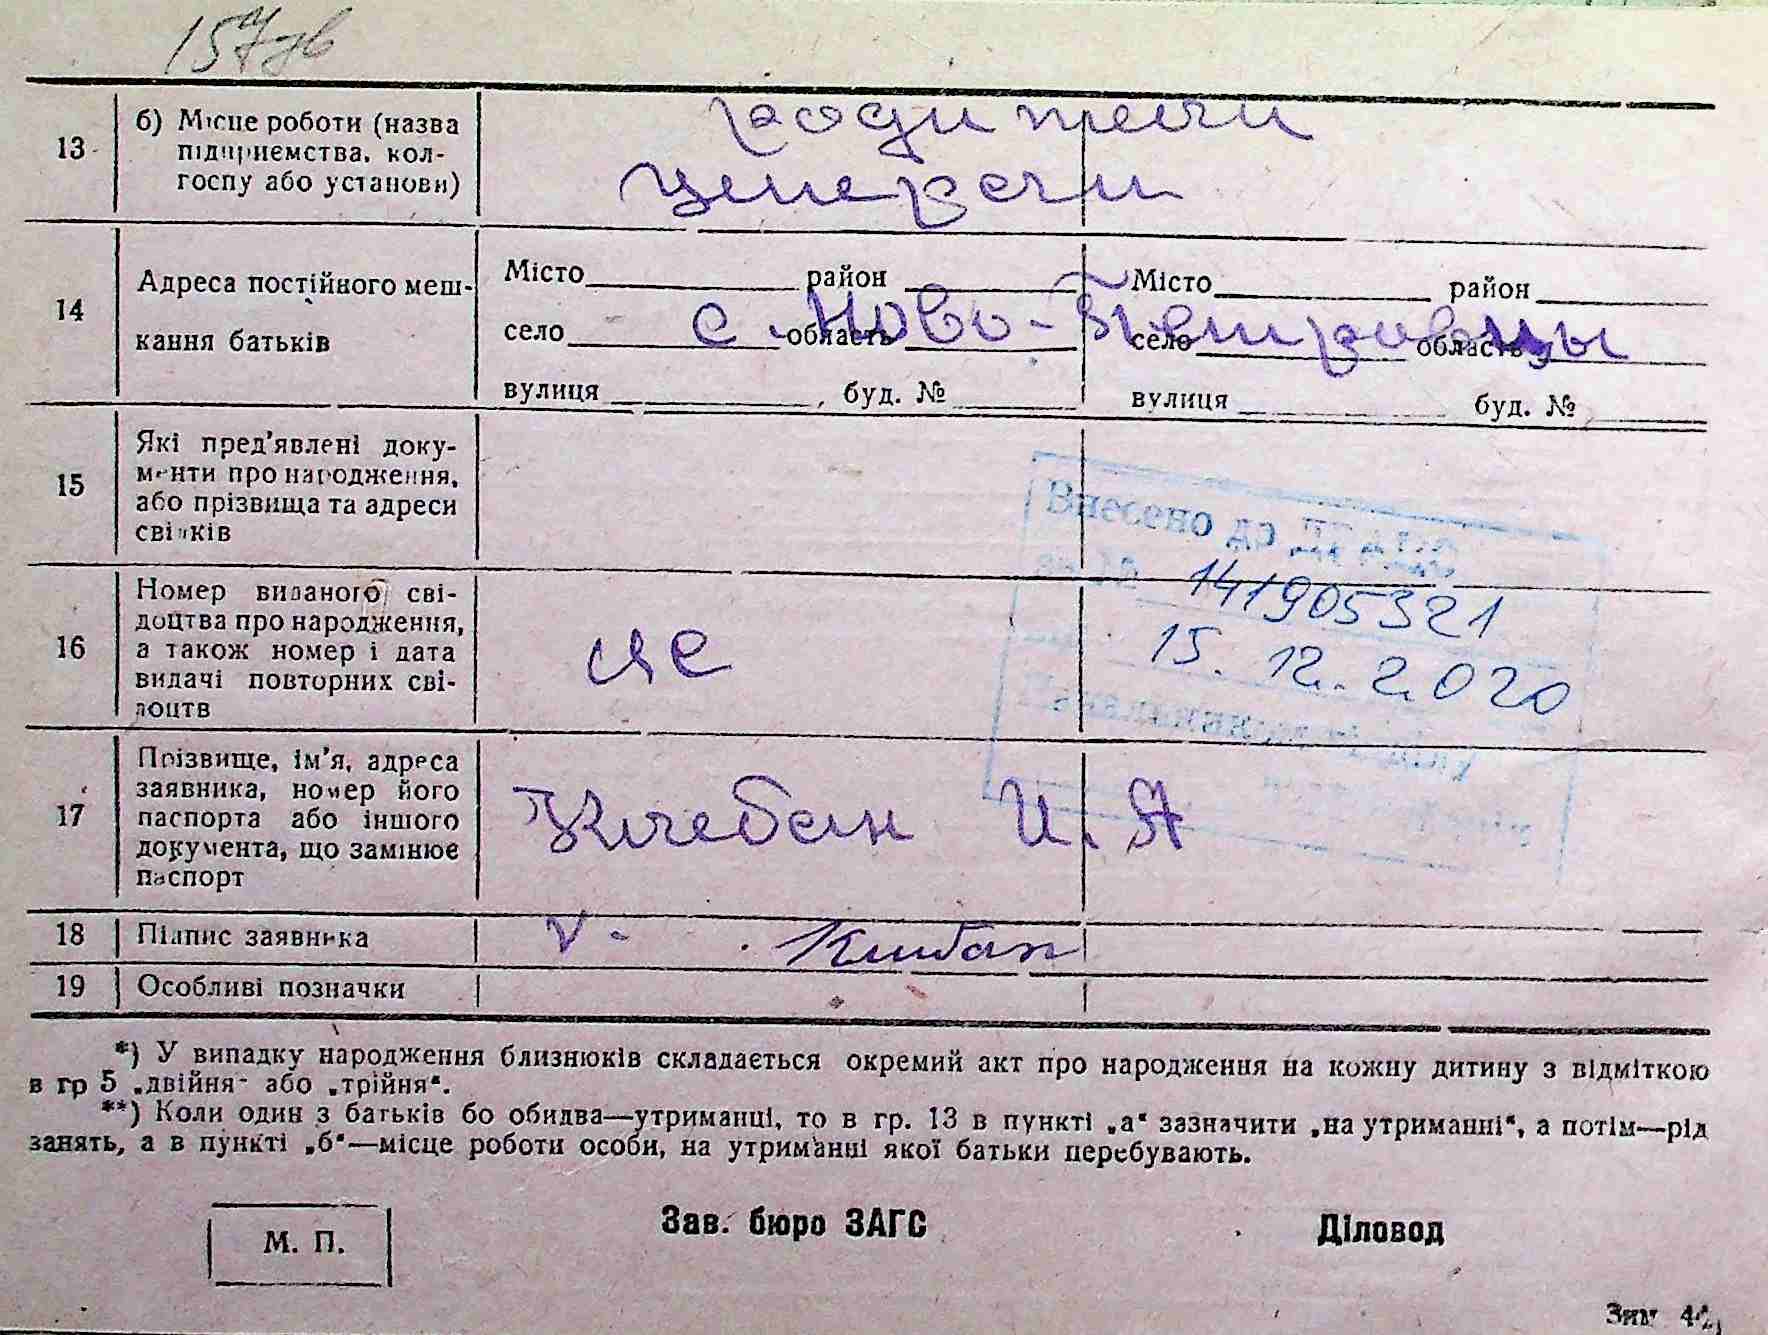 13 б) Місце роботи (назва
підприємства, кол-
госпу або установи)
родители
умерли
14 Адреса постійного меш-
кання батьків
Місто район Місто район
село область село область
с. Ново-Петровцы
вулиця , буд. № вулиця буд. №
15 Які пред'явлені доку-
менти про народження,
або прізвища та адреси
свідків
Внесено до ДРАЦС
за №
141905321
15. 12. 2020
16 Номер виданого сві-
доцтва про народження,
а також номер і дата
видачі повторних сві-
доцтв
17 Прізвище, ім'я, адреса
заявника, номер його
паспорта або іншого
документа, що замінює
паспорт
И. А
18 Підпис заявника V -
19 Особливі позначки
*) У випадку народження близнюків складається окремий акт про народження на кожну дитину з відміткою
в гр 5 „двійня" або „трійня".
**) Коли один з батьків бо обидва—утриманці, то в гр. 13 в пункті „а" зазначити „на утриманні", а потім—рід
занять, а в пункті „б"—місце роботи особи, на утриманні якої батьки перебувають.
М. П.
Зав. бюро ЗАГС
Діловод